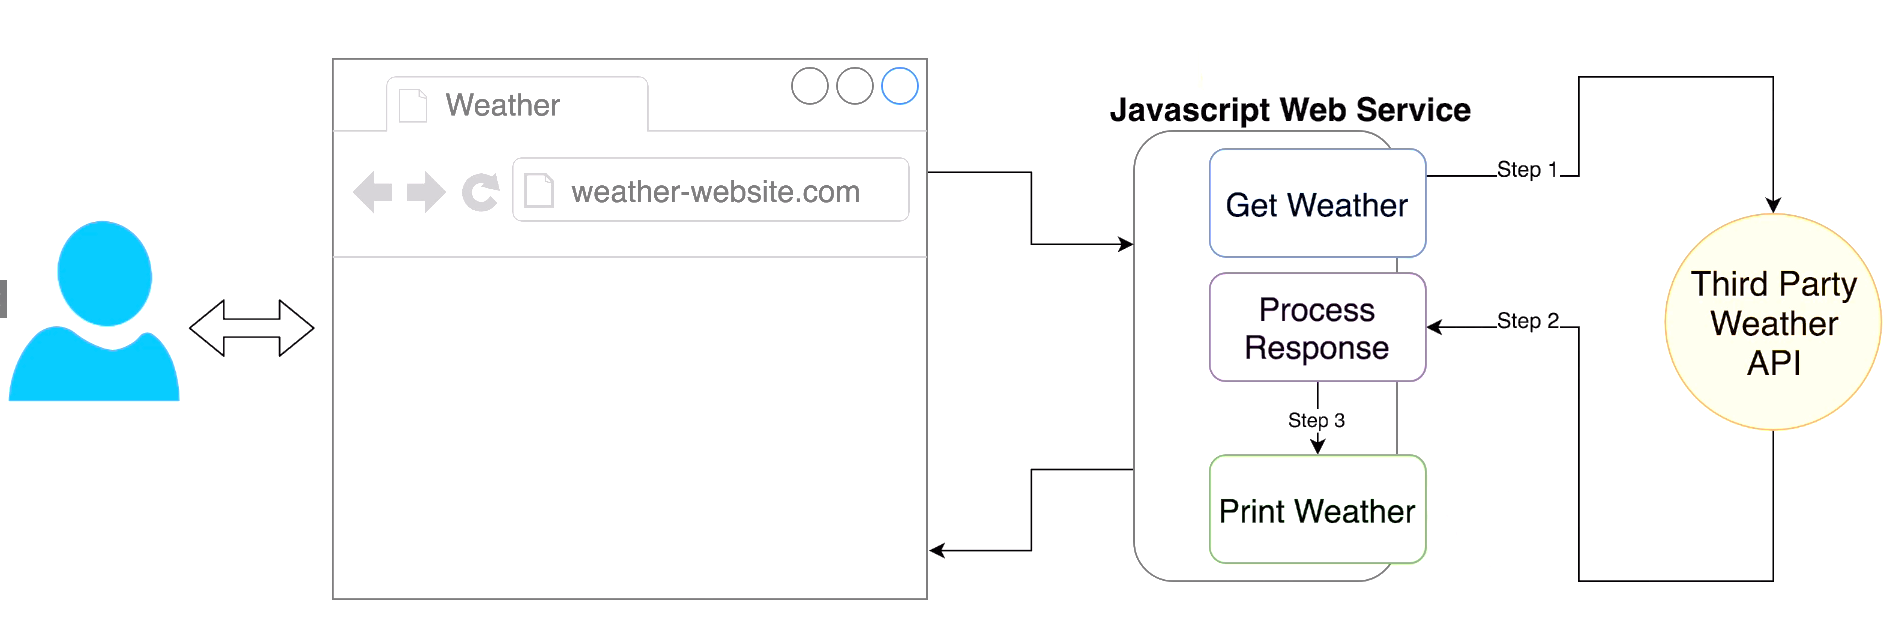 Weather
weather-website.com
Javascript Web Service
Get Weather
Step 1
Process
Response
Step 2
Step 3
Print Weather
Third Party
Weather
API